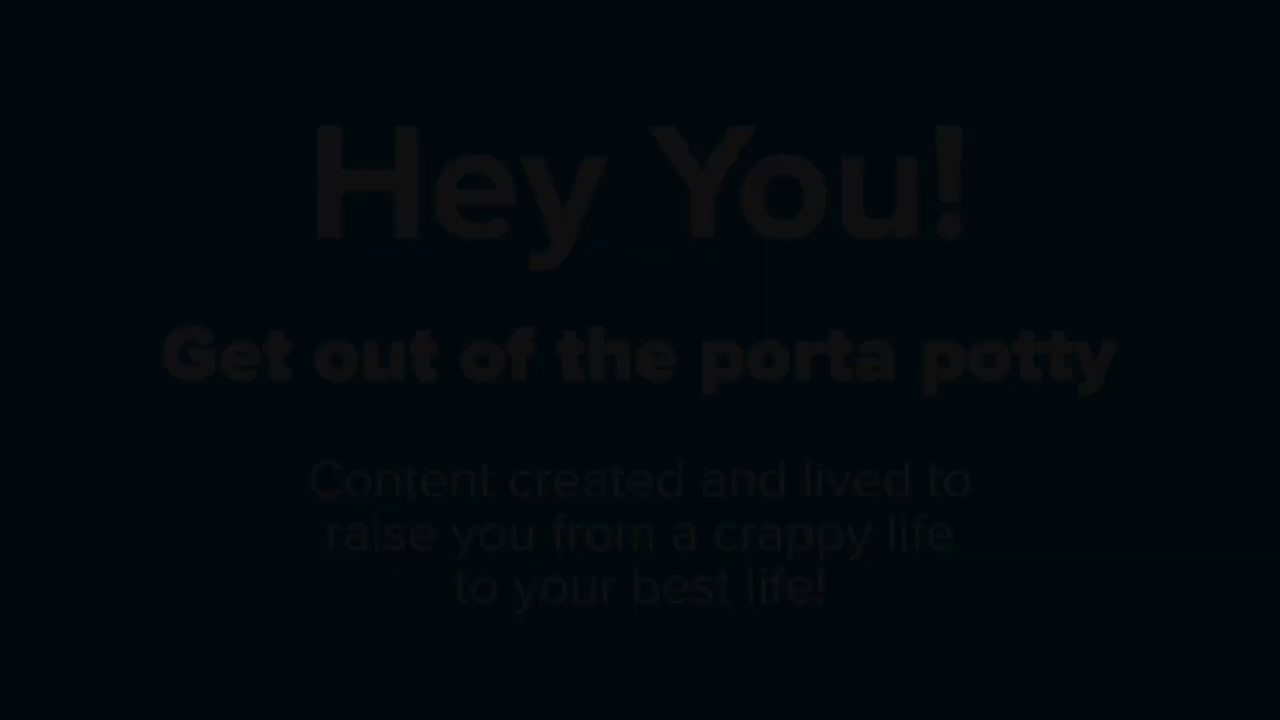 Hey You!
Get out of the porta potty
Content created and lived to
raise you from a crappy life
to your best life!